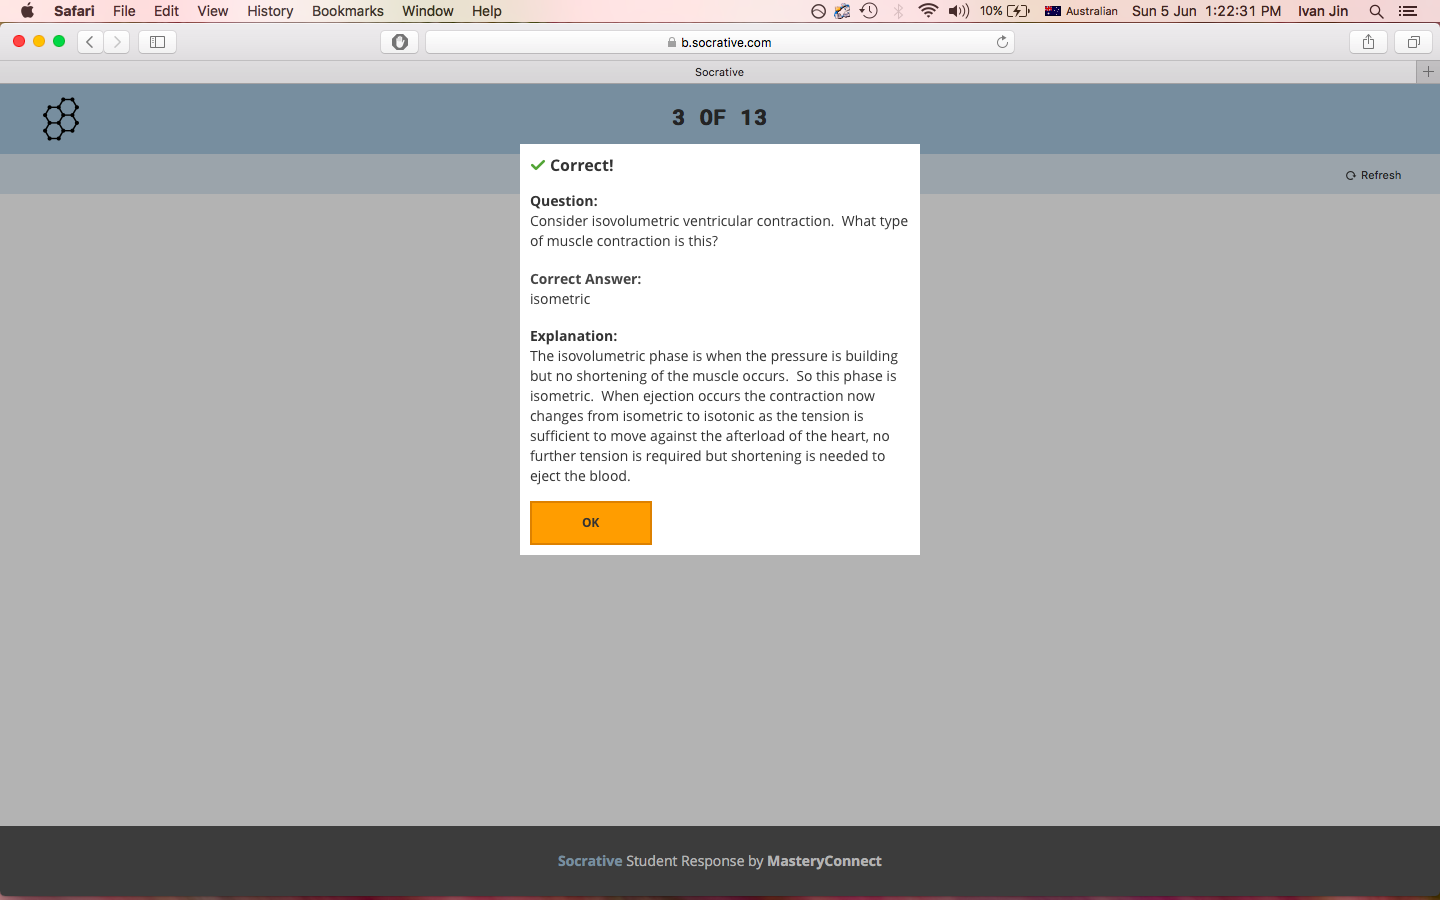 Safari File Edit View History Bookmarks Window Help 10% Australian Sun 5 Jun 1:22:31 PM Ivan Jin
b.socrative.com
Socrative
3 OF 13
Correct!
Refresh
Question:
Consider isovolumetric ventricular contraction. What type
of muscle contraction is this?
Correct Answer:
isometric
Explanation:
The isovolumetric phase is when the pressure is building
but no shortening of the muscle occurs. So this phase is
isometric. When ejection occurs the contraction now
changes from isometric to isotonic as the tension is
sufficient to move against the afterload of the heart, no
further tension is required but shortening is needed to
eject the blood.
OK
Socrative Student Response by MasteryConnect